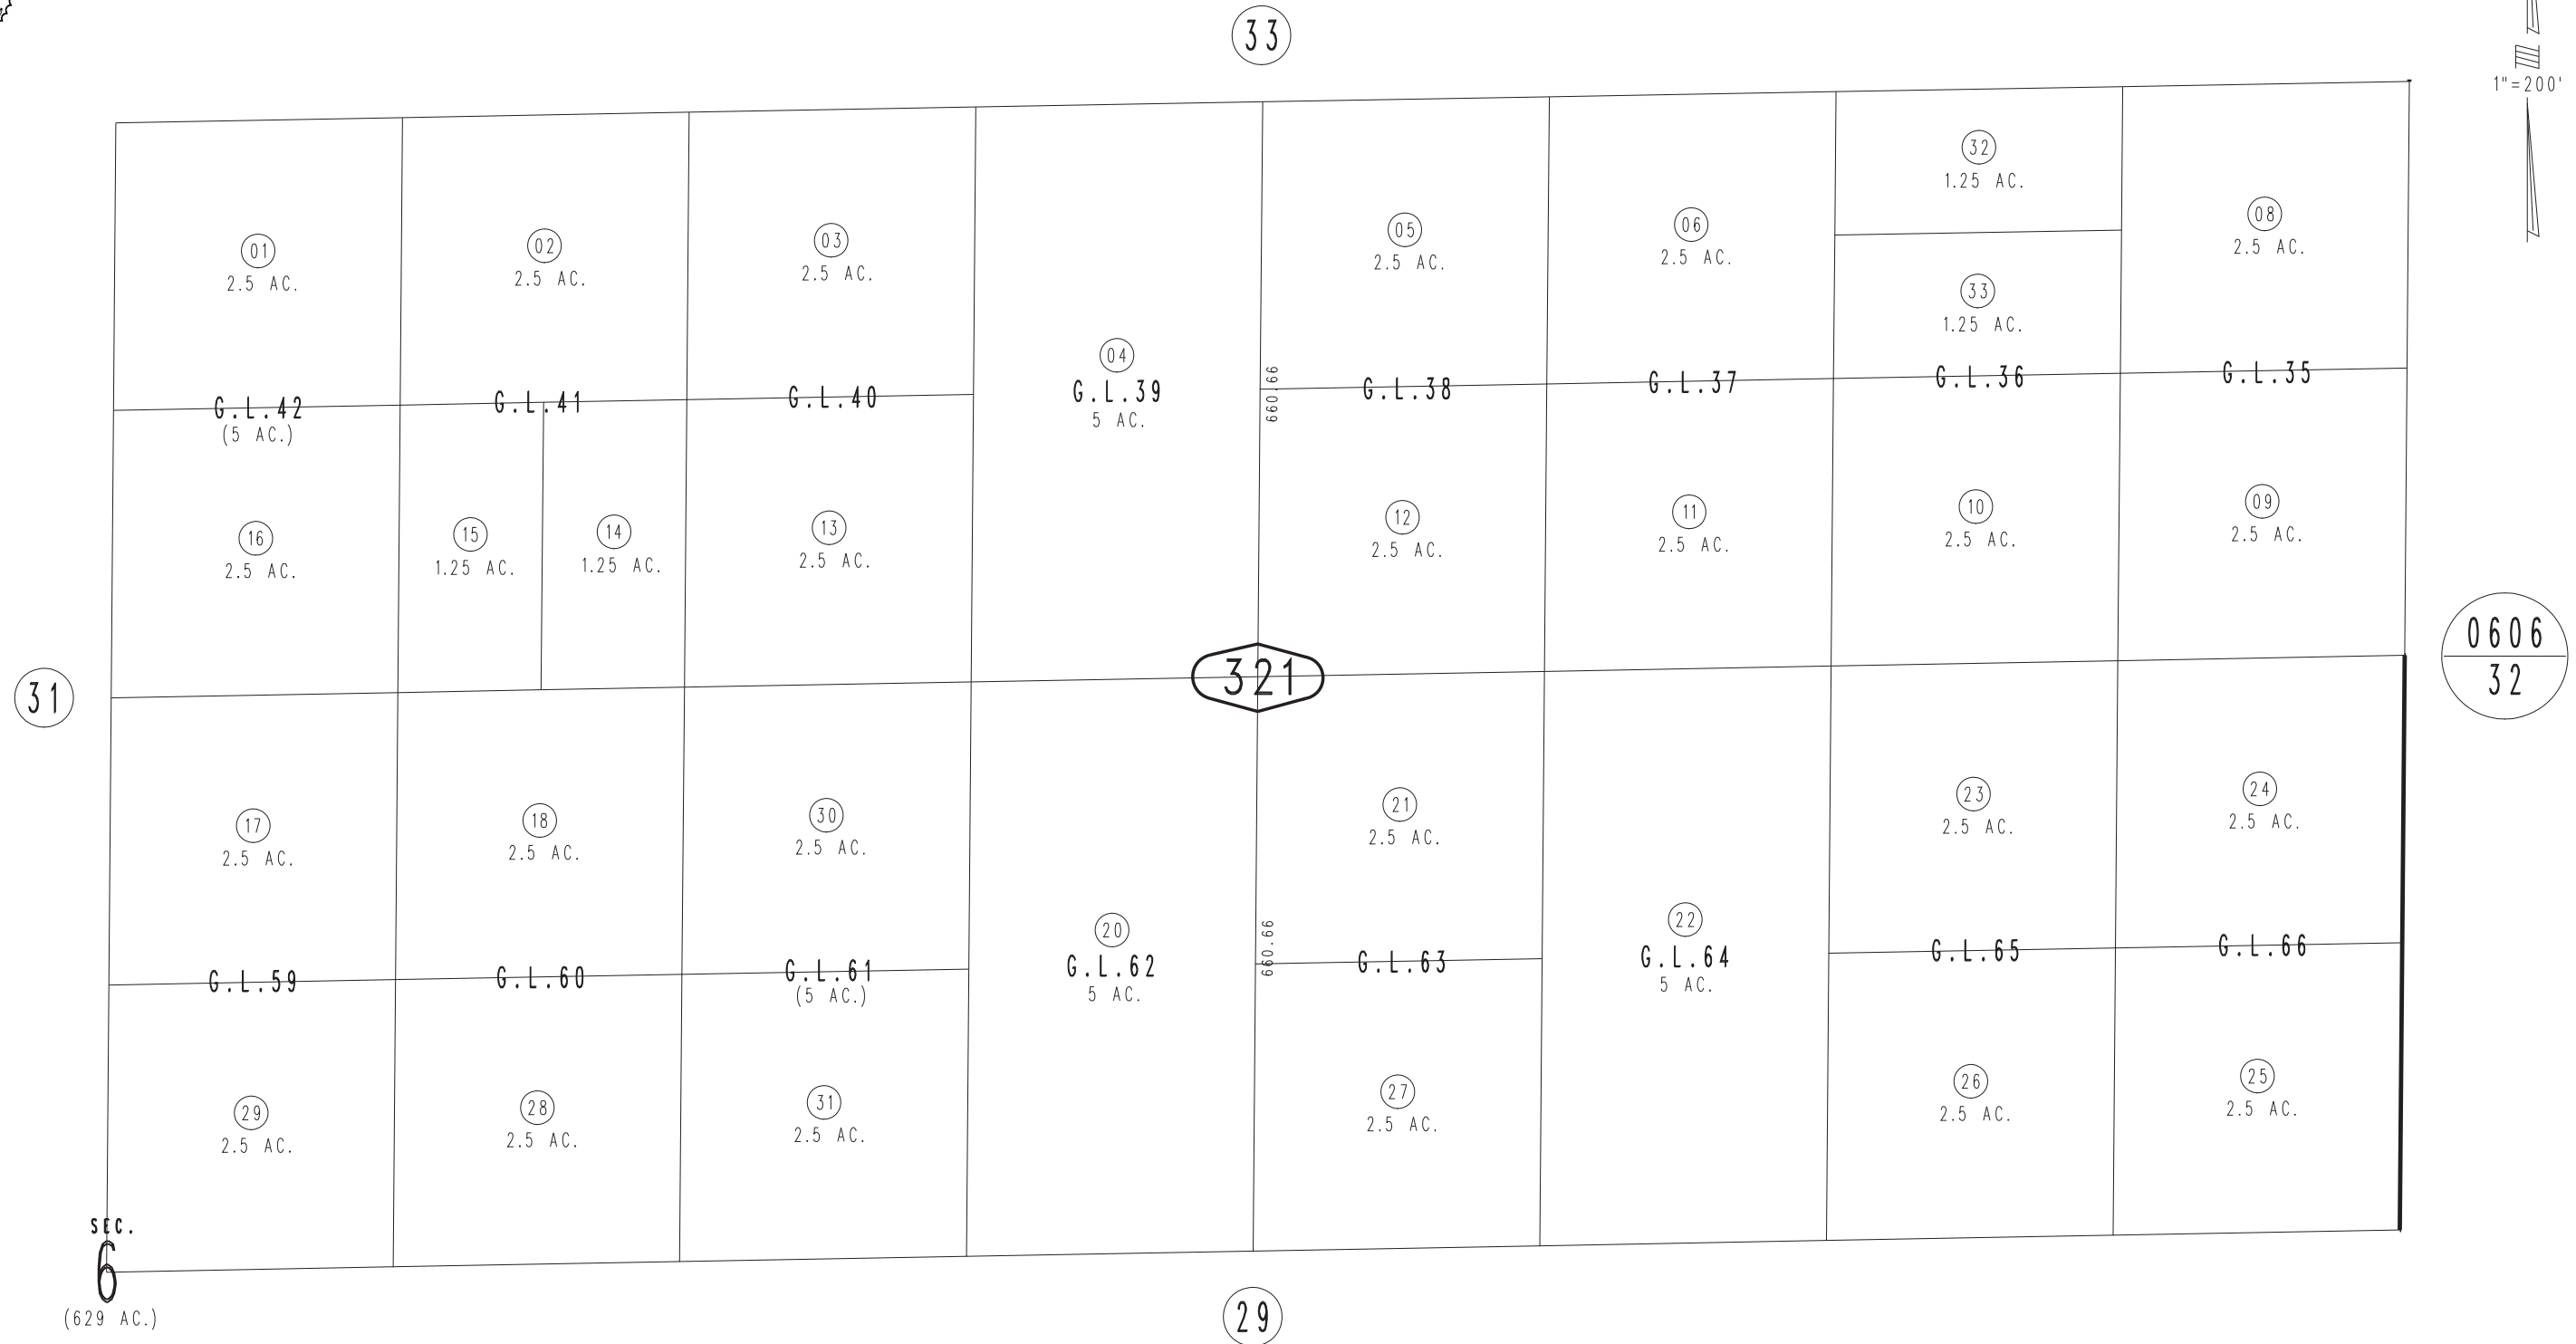 33
1"=200'
32
1.25 AC.
01
2.5 AC.
02
2.5 AC.
03
2.5 AC.
05
2.5 AC.
06
2.5 AC.
08
2.5 AC.
33
1.25 AC.
04
G.L.39
5 AC.
660.66
G.L.42
(5 AC.)
G.L.41
G.L.40
G.L.38
G.L.37
G.L.36
G.L.35
16
2.5 AC.
15
1.25 AC.
14
1.25 AC.
13
2.5 AC.
12
2.5 AC.
11
2.5 AC.
10
2.5 AC.
09
2.5 AC.
31
321
0606
32
17
2.5 AC.
18
2.5 AC.
30
2.5 AC.
21
2.5 AC.
23
2.5 AC.
24
2.5 AC.
20
G.L.62
5 AC.
660.66
22
G.L.64
5 AC.
G.L.59
G.L.60
G.L.61
(5 AC.)
G.L.63
G.L.65
G.L.66
29
2.5 AC.
28
2.5 AC.
31
2.5 AC.
27
2.5 AC.
26
2.5 AC.
25
2.5 AC.
SEC.
6
(629 AC.)
29